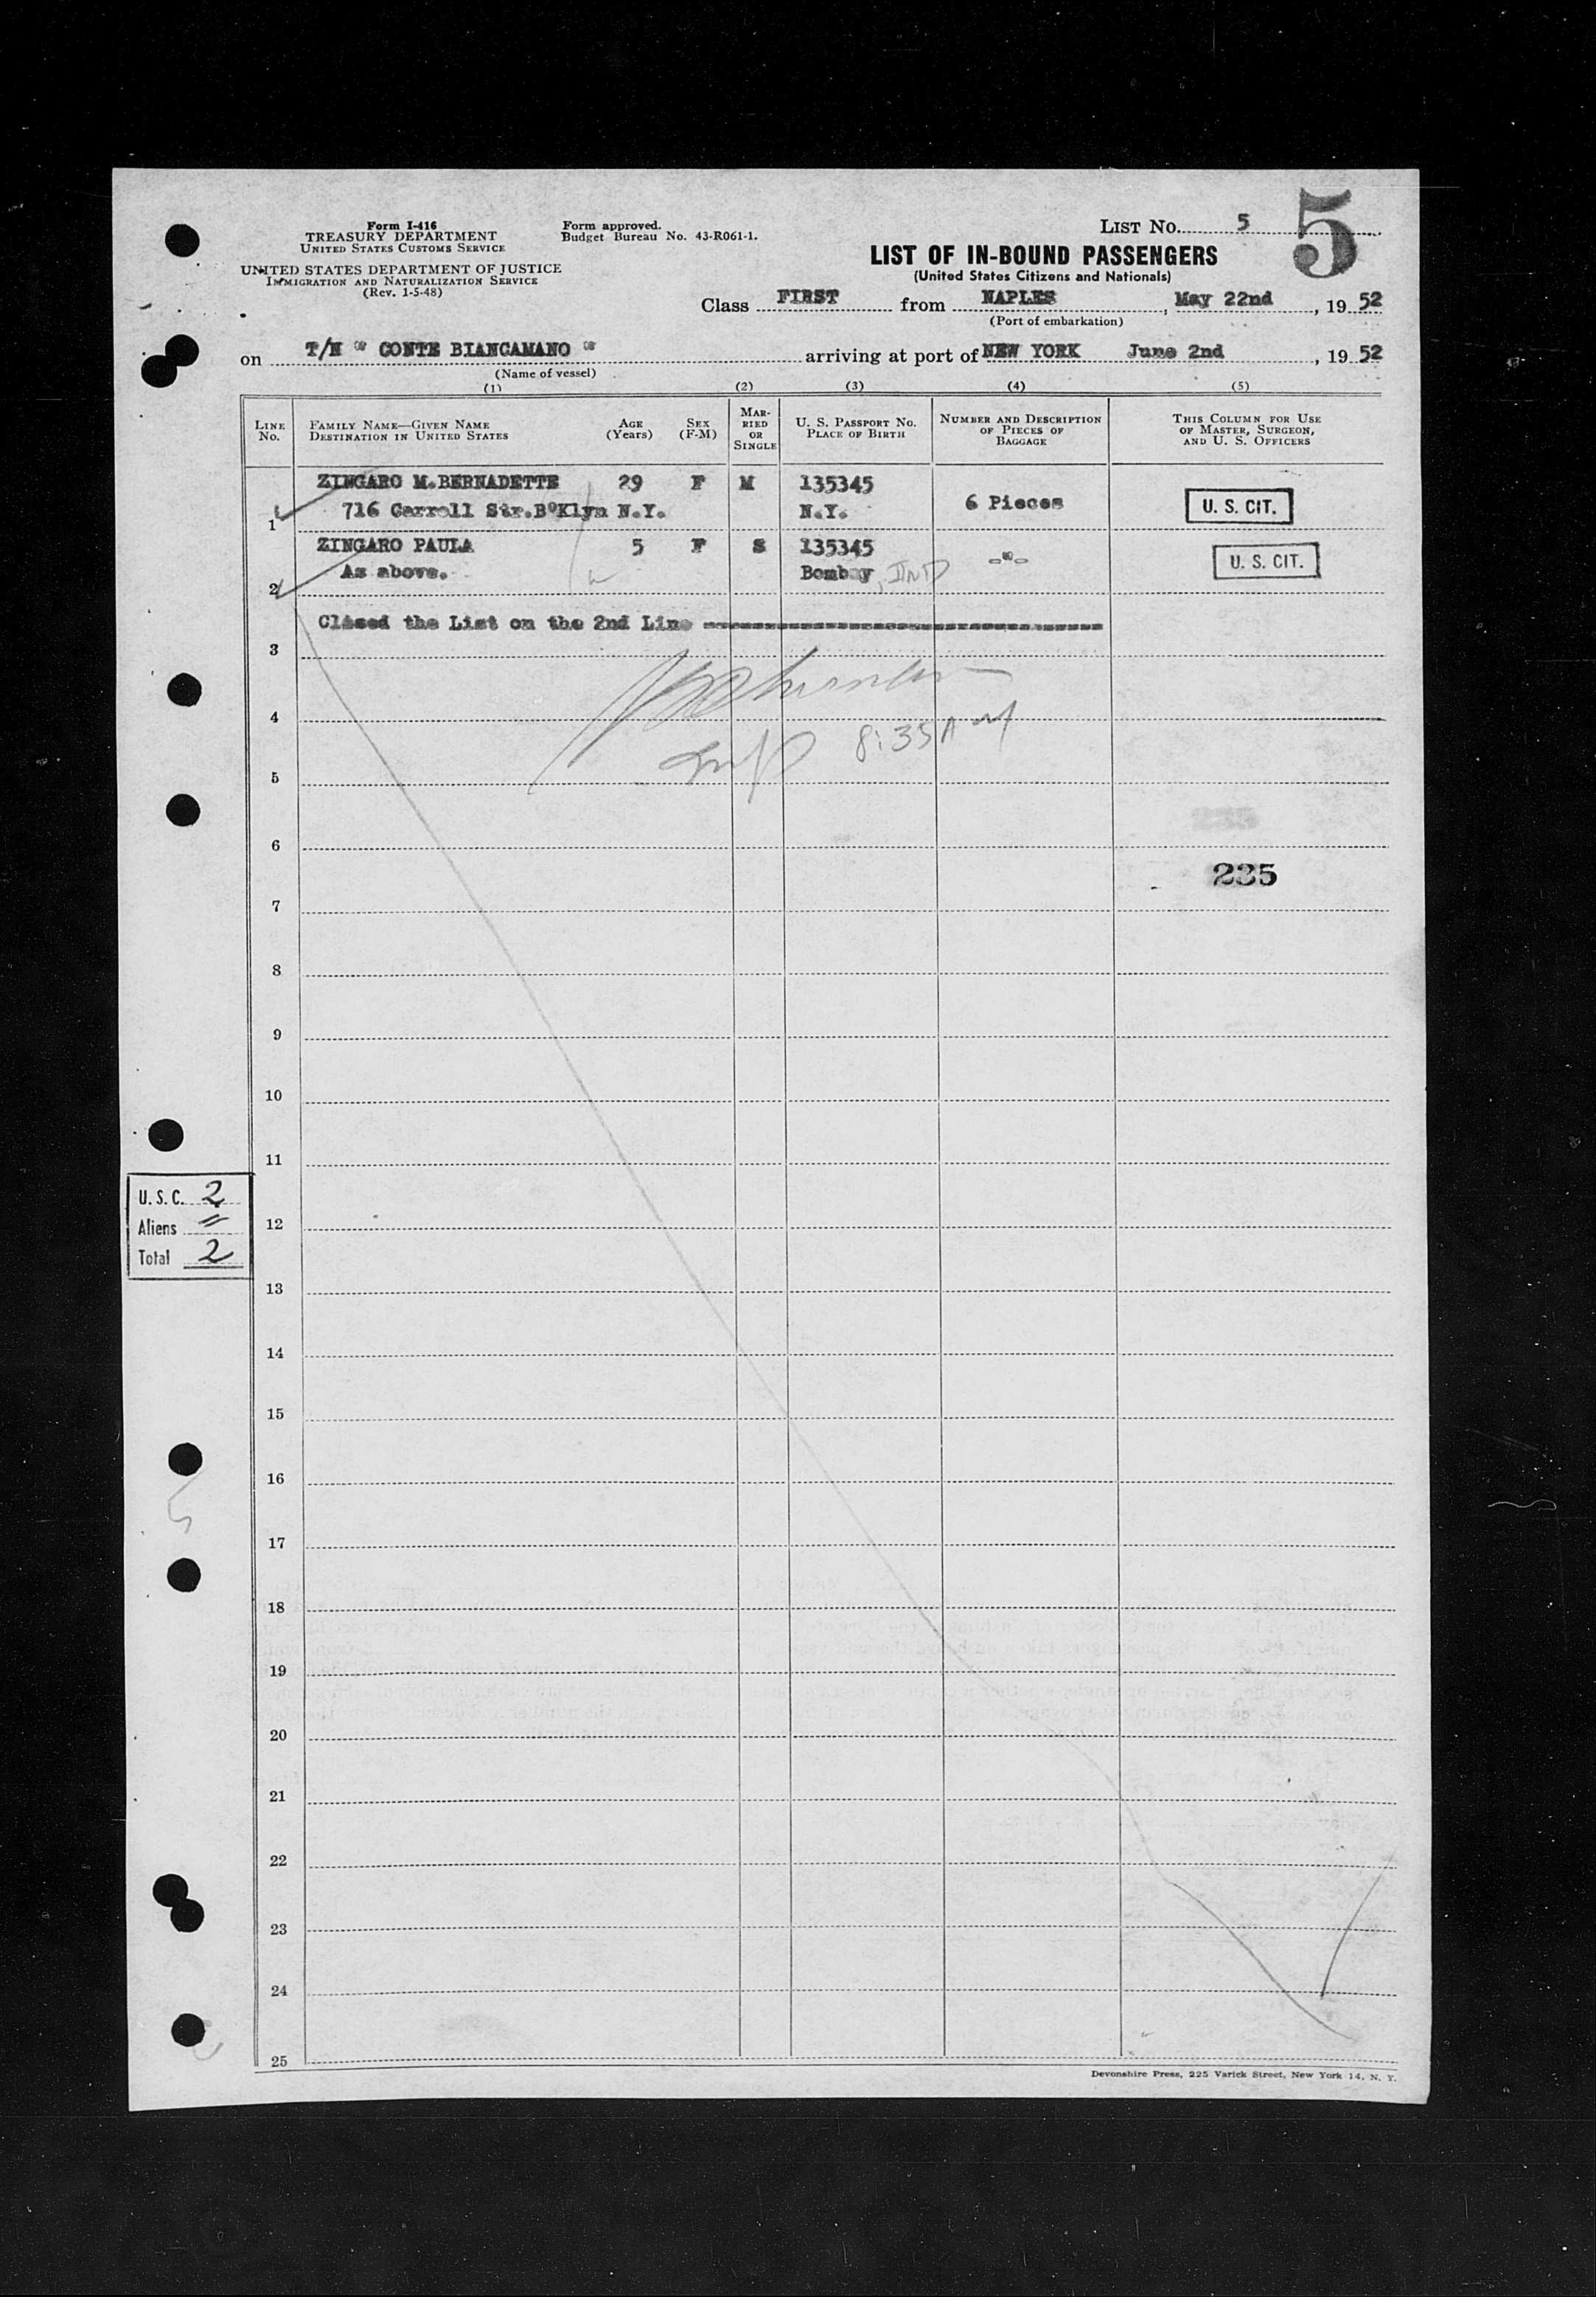 Form I-416
TREASURY DEPARTMENT
UNITED STATES CUSTOMS SERVICE
UNITED STATES DEPARTMENT OF JUSTICE
IMMIGRATION AND NATURALIZATION SERVICE
(Rev. 1-5-48)
Form approved.
Budget Bureau No. 43-R061-1.
LIST No. 5
5
LIST OF IN-BOUND PASSENGERS
(United States Citizens and Nationals)
Class FIRST from NAPLES, May 22nd, 19 52
(Port of embarkation)
on T/N " CONTE BIANCAMANO " arriving at port of NEW YORK June 2nd, 19 52
(Name of vessel)
(1) (2) (3) (4) (5)
LINE No.
FAMILY NAME—GIVEN NAME
DESTINATION IN UNITED STATES
AGE (Years)
SEX (F-M)
MARRIED OR SINGLE
U. S. PASSPORT NO.
PLACE OF BIRTH
NUMBER AND DESCRIPTION OF PIECES OF BAGGAGE
THIS COLUMN FOR USE OF MASTER, SURGEON, AND U. S. OFFICERS
ZINGARO M.BERNADETTE 29 F M 135345
1 716 Carroll Str.B°Klyn N.Y. N.Y. 6 Pieces U. S. CIT.
ZINGARO PAULA 5 F S 135345
2 As above. Bombay, IND -"- U. S. CIT.
Closed the List on the 2nd Line
3
4
8:35 AM
5
6
235
7
8
9
10
11
U. S. C. 2
Aliens =
Total 2
12
13
14
15
16
17
18
19
20
21
22
23
24
25
Devonshire Press, 225 Varick Street, New York 14, N. Y.